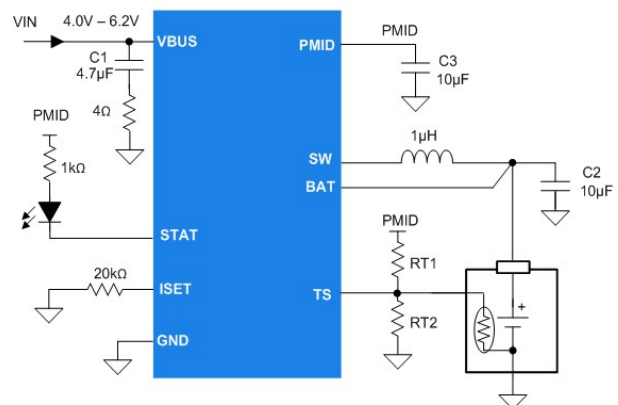 VIN 4.0V – 6.2V
VBUS
C1
4.7µF
4Ω
PMID
1kΩ
STAT
20kΩ
ISET
GND
PMID
PMID
C3
10µF
1µH
SW
BAT
C2
10µF
PMID
RT1
TS
RT2
+